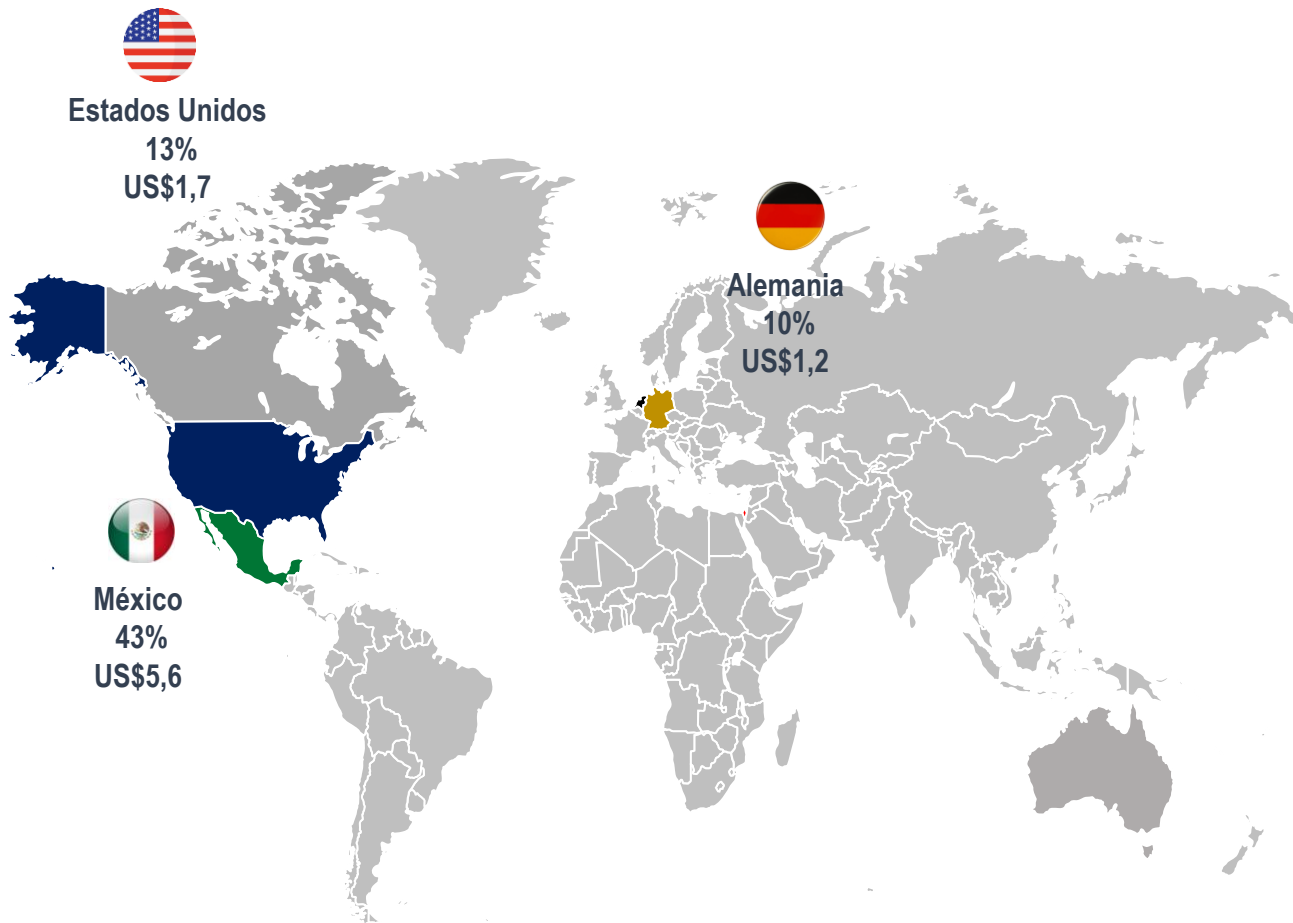 Estados Unidos
13%
US$1,7
Alemania
10%
US$1,2
México
43%
US$5,6